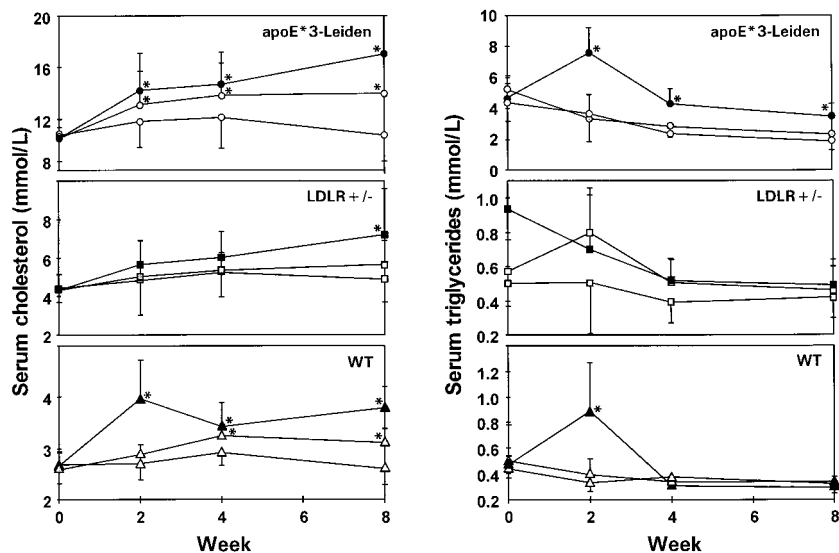 Serum cholesterol (mmol/L)
apoE*3-Leiden
20
16
12
8
* * *
* * *
LDLR +/-
8
6
4
2
*
WT
5
4
3
2
* * *
* *
0 2 4 8
Week
Serum triglycerides (mmol/L)
apoE*3-Leiden
10
8
6
4
2
0
* * *
LDLR +/-
1.0
0.8
0.6
0.4
0.2
WT
1.4
1.2
1.0
0.8
0.6
0.4
0.2
*
0 2 4 8
Week